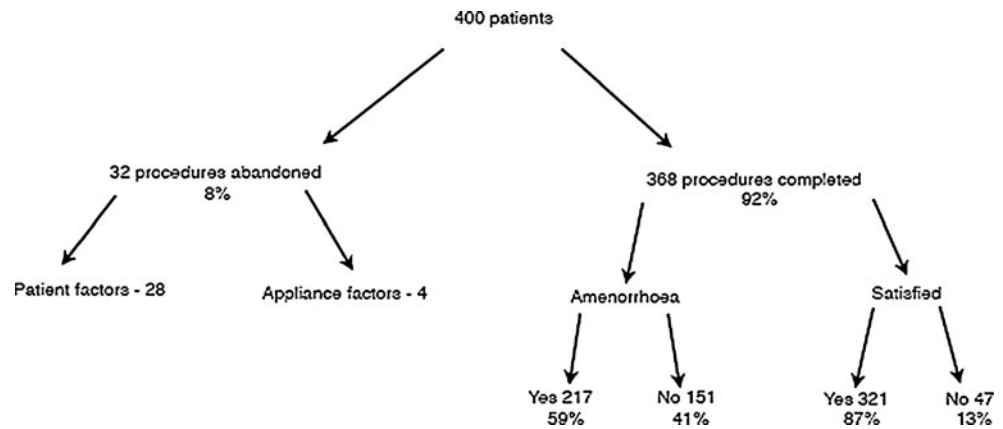 400 patients
32 procedures abandoned
8%
368 procedures completed
92%
Patient factors - 28
Appliance factors - 4
Amenorrhoea
Satisfied
Yes 217
59%
No 151
41%
Yes 321
87%
No 47
13%